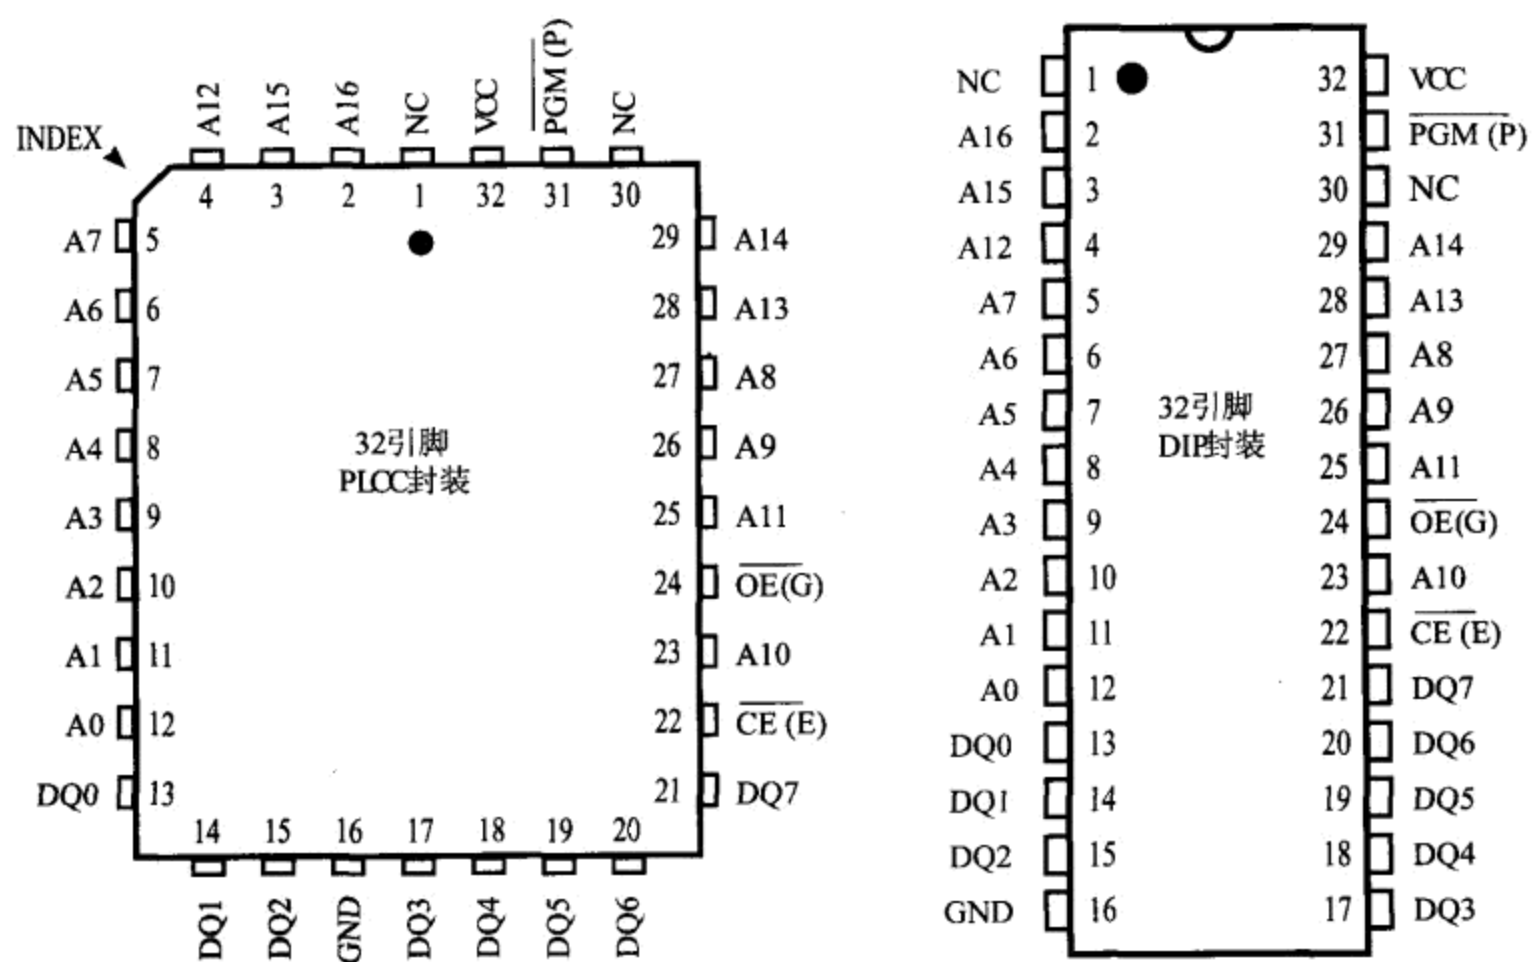 INDEX
A12 A15 A16 NC VCC PGM (P) NC
4 3 2 1 32 31 30
A7 5 29 A14
A6 6 28 A13
A5 7 27 A8
A4 8 26 A9
A3 9 25 A11
A2 10 24 OE(G)
A1 11 23 A10
A0 12 22 CE (E)
DQ0 13 21 DQ7
32引脚
PLCC封装
14 15 16 17 18 19 20
DQ1 DQ2 GND DQ3 DQ4 DQ5 DQ6
NC 1 32 VCC
A16 2 31 PGM (P)
A15 3 30 NC
A12 4 29 A14
A7 5 28 A13
A6 6 27 A8
A5 7 26 A9
A4 8 25 A11
A3 9 24 OE(G)
A2 10 23 A10
A1 11 22 CE (E)
A0 12 21 DQ7
DQ0 13 20 DQ6
DQ1 14 19 DQ5
DQ2 15 18 DQ4
GND 16 17 DQ3
32引脚
DIP封装